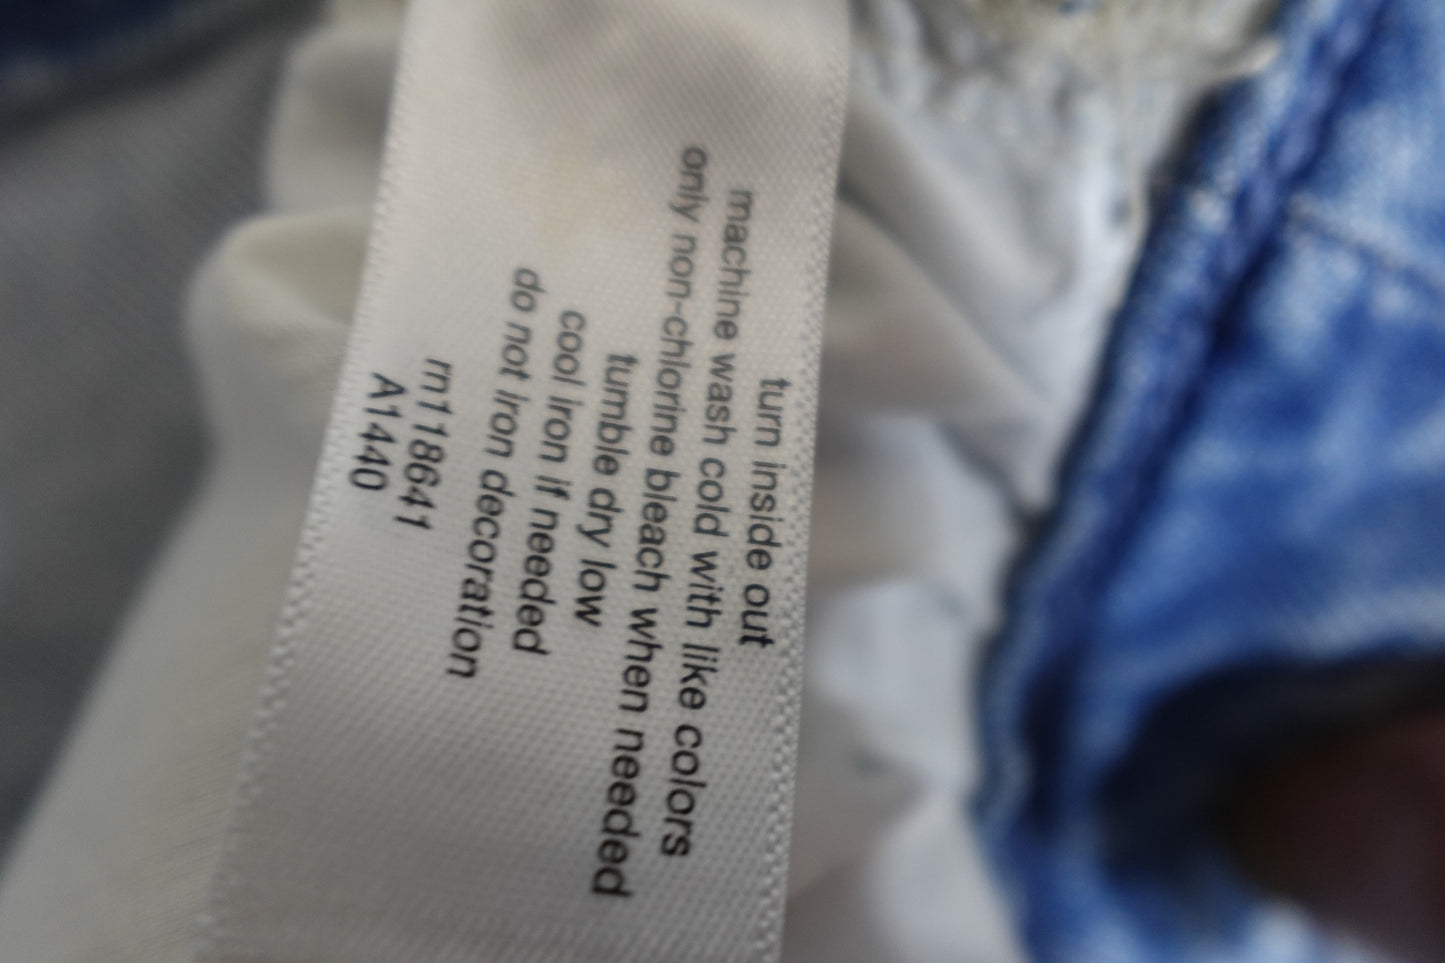 turn inside out
machine wash cold with like colors
only non-chlorine bleach when needed
tumble dry low
cool iron if needed
do not iron decoration
rn118641
A1440